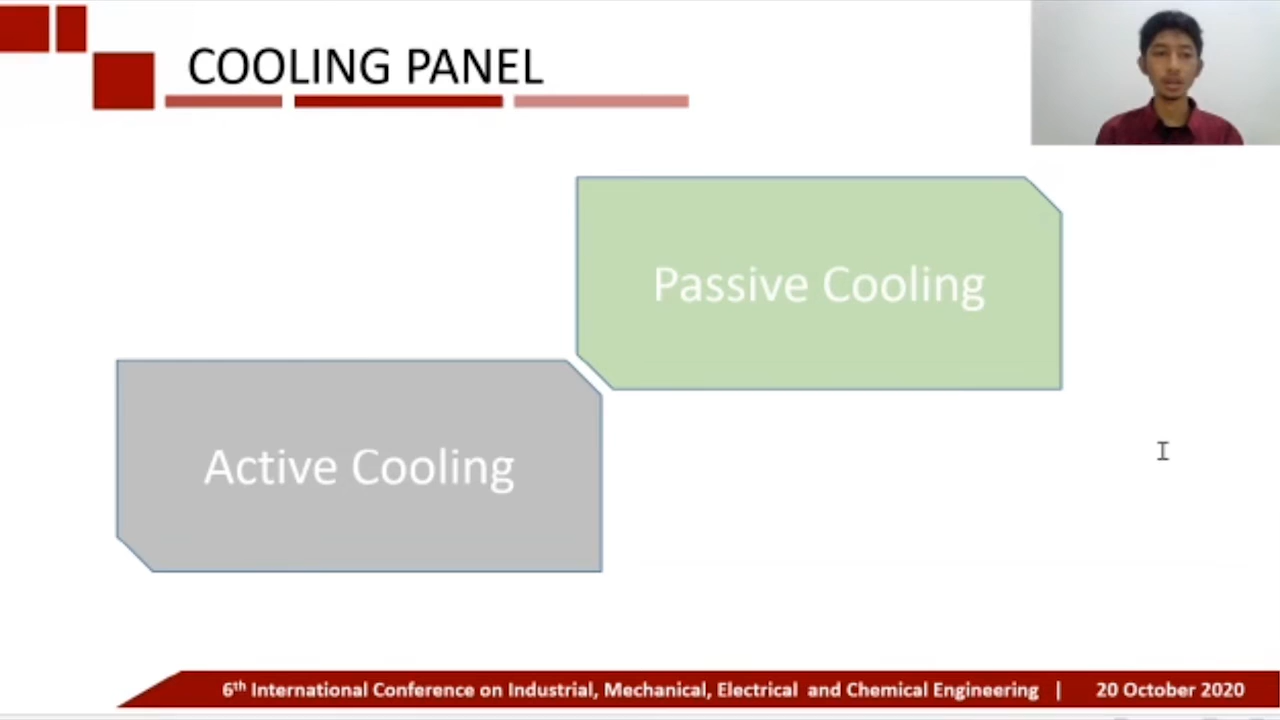 COOLING PANEL
Passive Cooling
Active Cooling
6th International Conference on Industrial, Mechanical, Electrical and Chemical Engineering | 20 October 2020